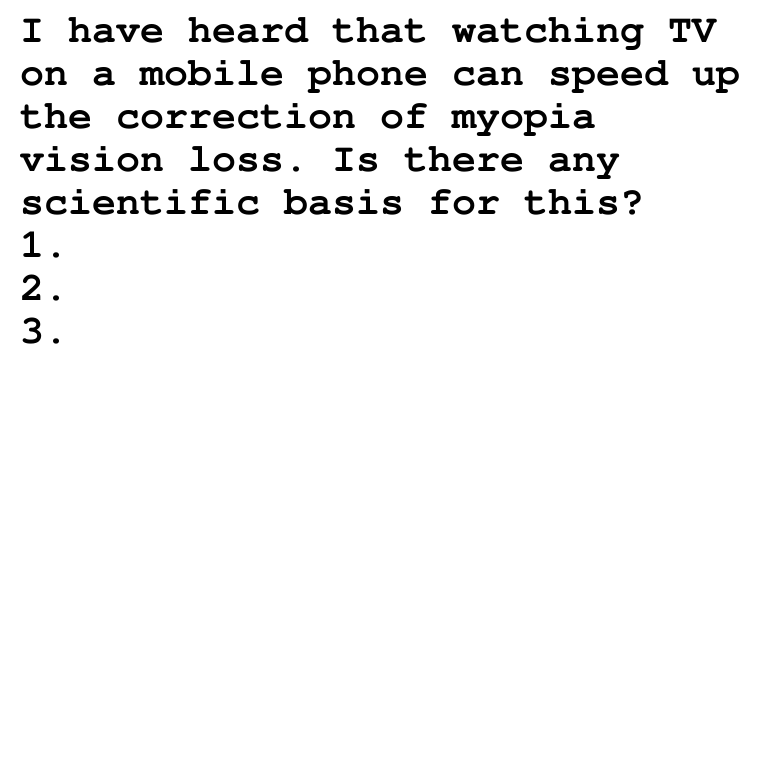 I have heard that watching TV
on a mobile phone can speed up
the correction of myopia
vision loss. Is there any
scientific basis for this?
1.
2.
3.